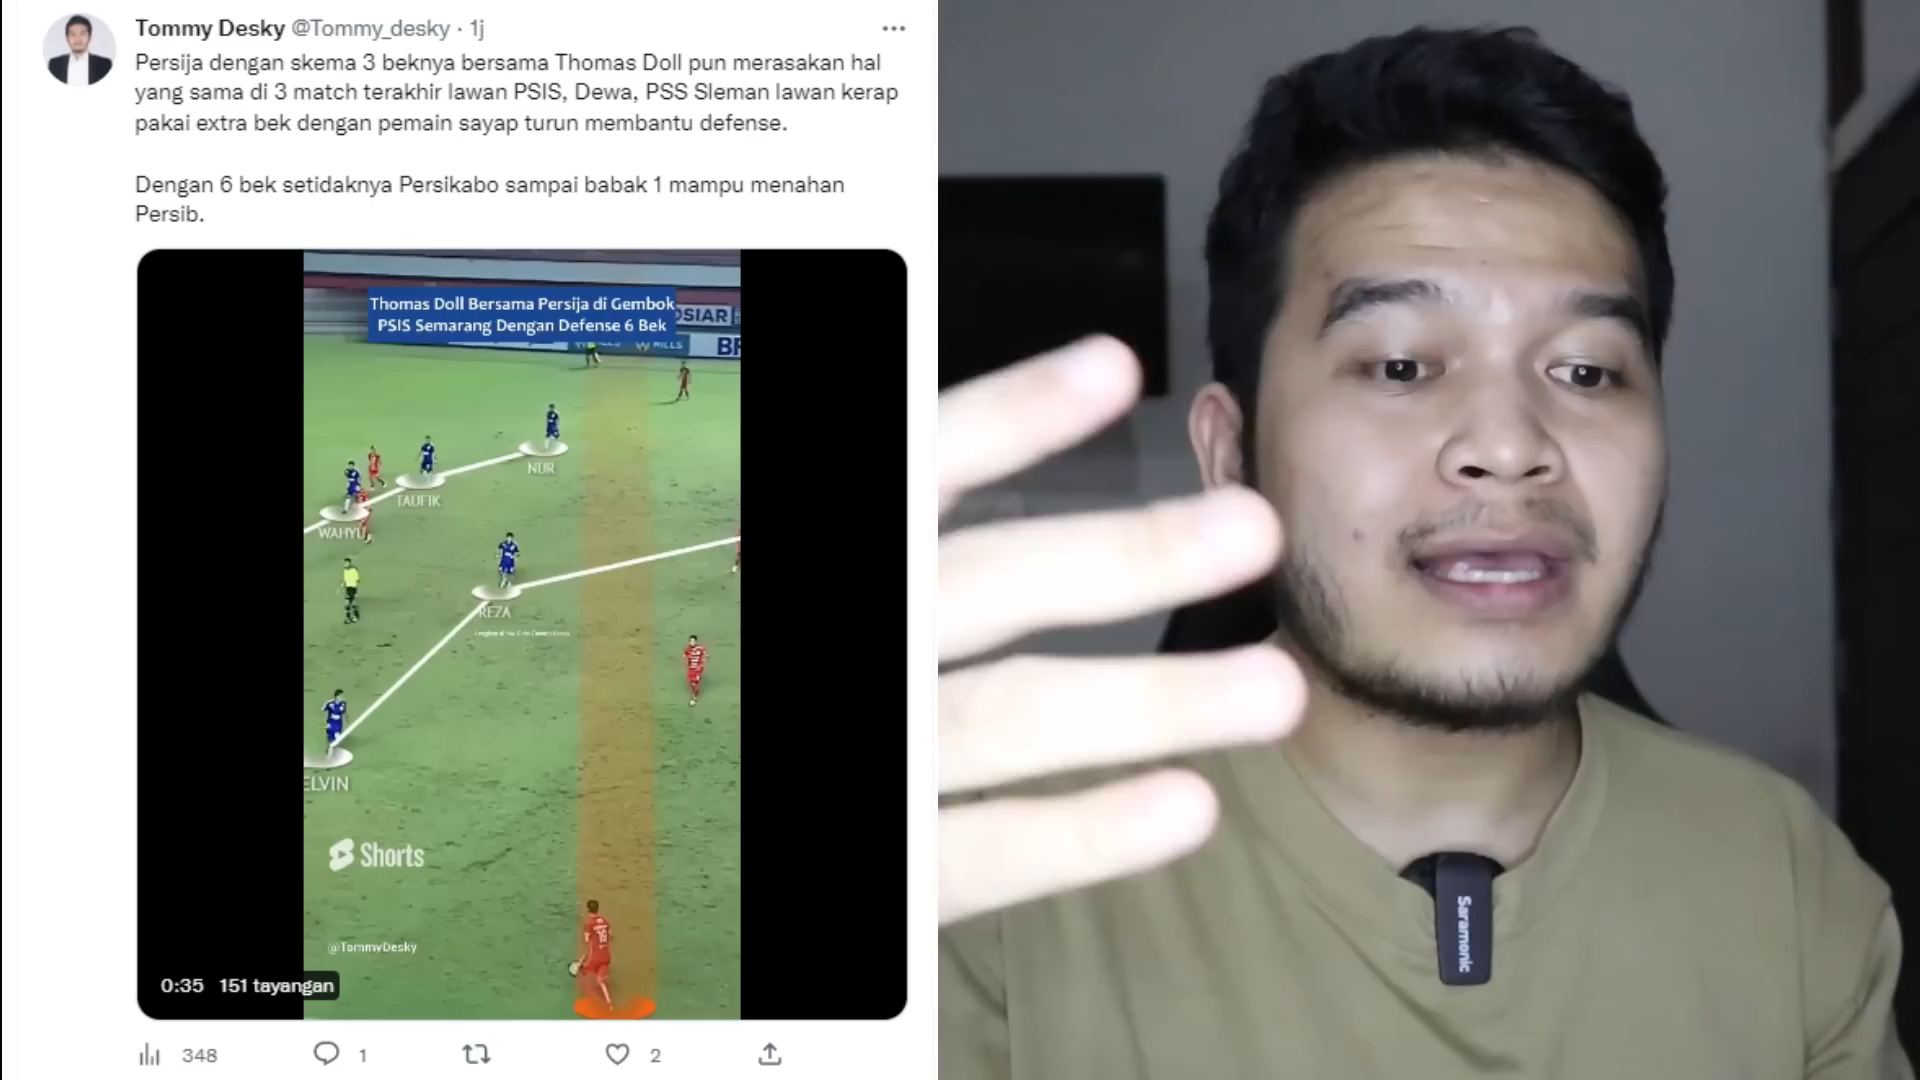 Tommy Desky @Tommy_desky · 1j
Persija dengan skema 3 beknya bersama Thomas Doll pun merasakan hal
yang sama di 3 match terakhir lawan PSIS, Dewa, PSS Sleman lawan kerap
pakai extra bek dengan pemain sayap turun membantu defense.
Dengan 6 bek setidaknya Persikabo sampai babak 1 mampu menahan
Persib.
Thomas Doll Bersama Persija di Gembok
PSIS Semarang Dengan Defense 6 Bek
OSIAR
MILLS
NUR
TAUFIK
WAHYU
REZA
ELVIN
Shorts
@TommyDesky
0:35 151 tayangan
348 1 2
Saramonic